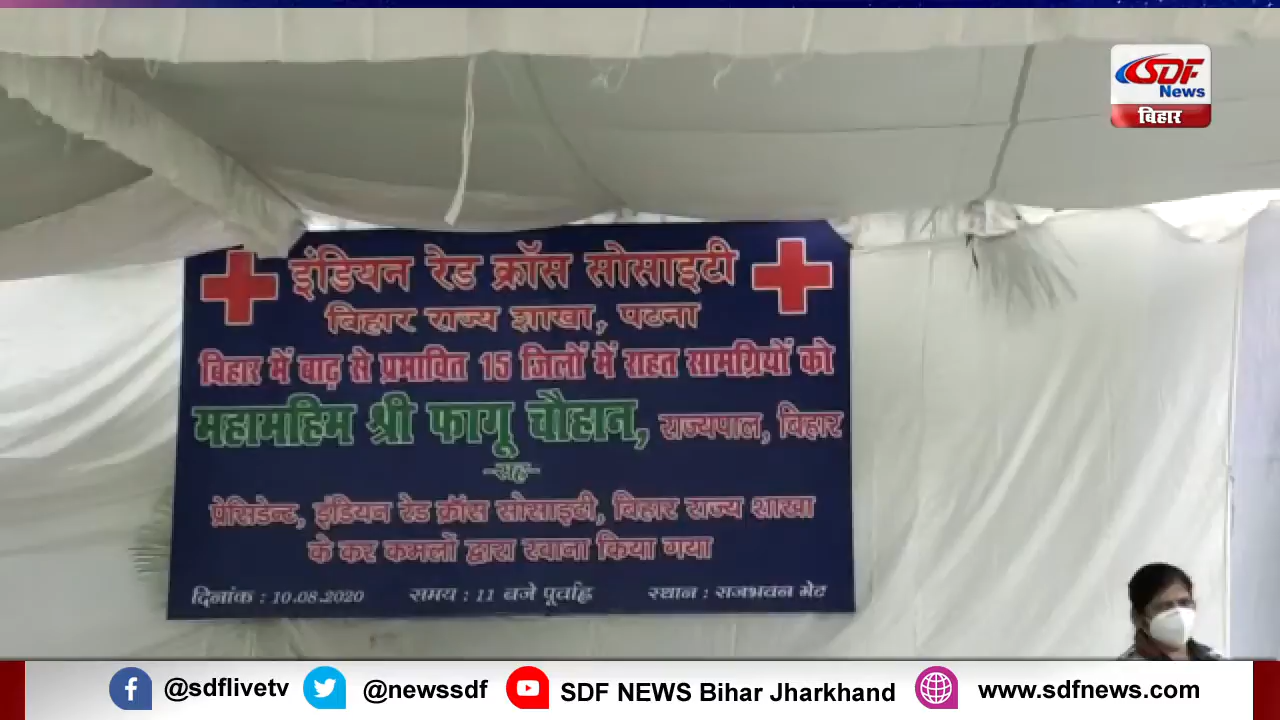 SDF
News
बिहार
इंडियन रेड क्रॉस सोसाइटी
बिहार राज्य शाखा, पटना
बिहार में बाढ़ से प्रभावित 15 जिलों में राहत सामग्रियों को
महामहिम श्री फागू चौहान, राज्यपाल, बिहार
-सह-
प्रेसिडेन्ट, इंडियन रेड क्रॉस सोसाइटी, बिहार राज्य शाखा
के कर कमलों द्वारा रवाना किया गया
दिनांक : 10.08.2020 समय : 11 बजे पूर्वाह्न स्थान : राजभवन गेट
@sdflivetv @newssdf SDF NEWS Bihar Jharkhand www.sdfnews.com